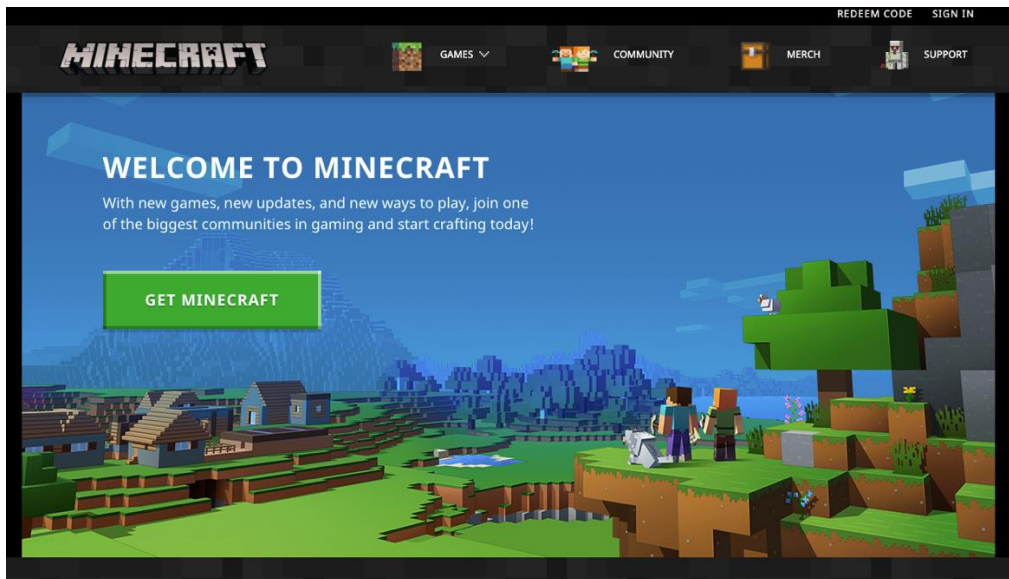 REDEEM CODE SIGN IN
MINECRAFT GAMES COMMUNITY MERCH SUPPORT
WELCOME TO MINECRAFT
With new games, new updates, and new ways to play, join one
of the biggest communities in gaming and start crafting today!
GET MINECRAFT